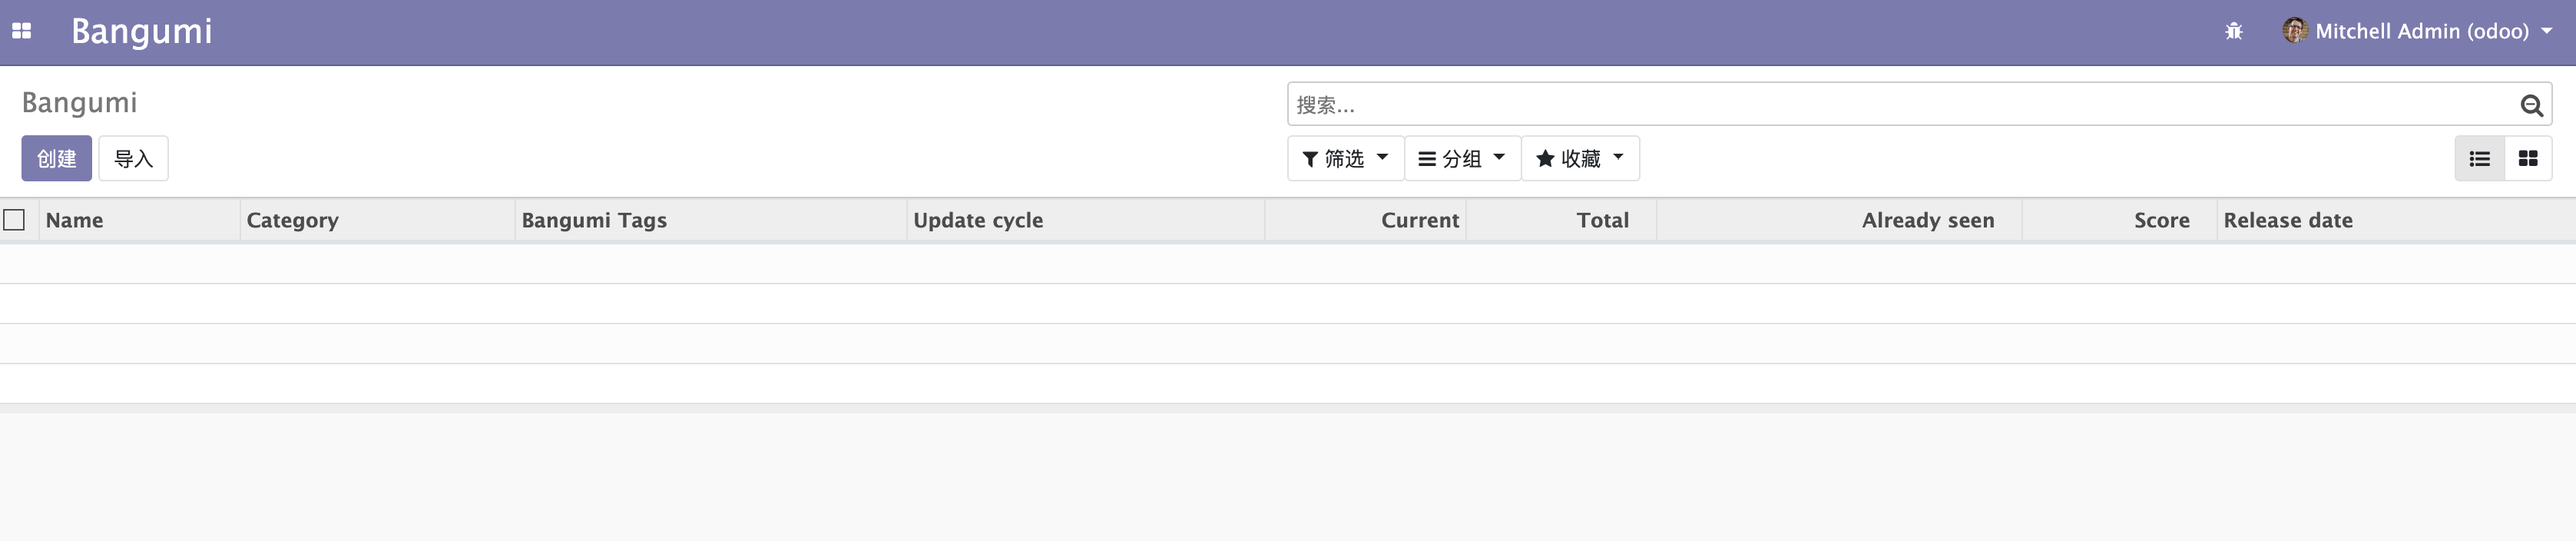 Bangumi
Mitchell Admin (odoo)
Bangumi
搜索...
创建 导入
筛选 分组 收藏
Name Category Bangumi Tags Update cycle Current Total Already seen Score Release date